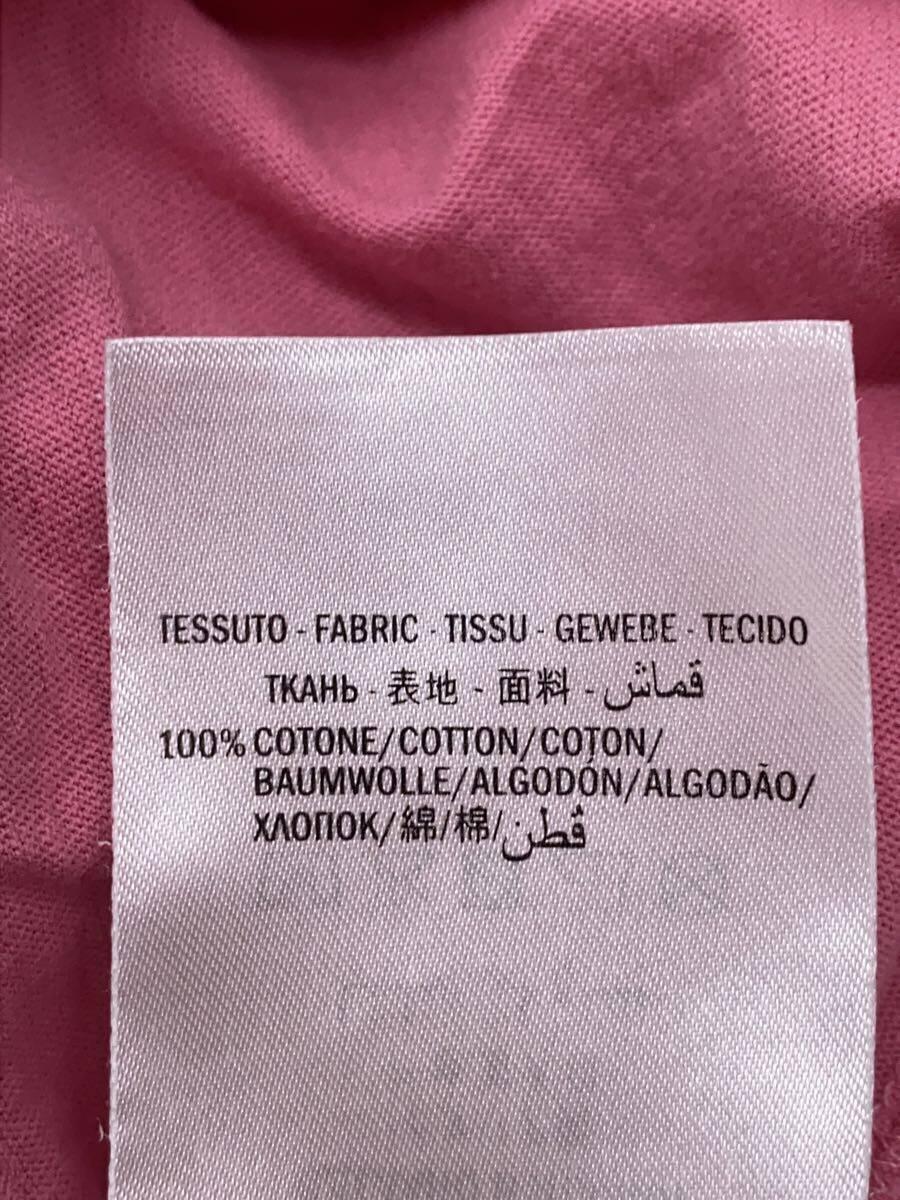 TESSUTO - FABRIC - TISSU - GEWEBE - TECIDO
ТКАНЬ - 表地 - 面料 - قماش
100% COTONE/COTTON/COTON/
BAUMWOLLE/ALGODÓN/ALGODÃO/
ХЛОПОК/綿/棉/قطن